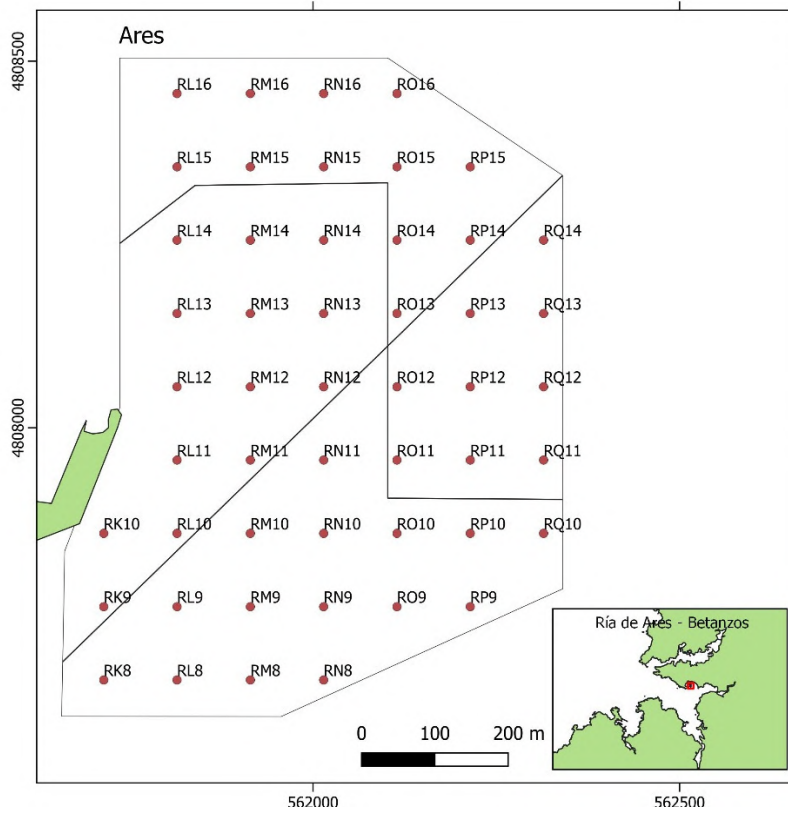 Ares
4808500
RL16 RM16 RN16 RO16
RL15 RM15 RN15 RO15 RP15
RL14 RM14 RN14 RO14 RP14 RQ14
RL13 RM13 RN13 RO13 RP13 RQ13
RL12 RM12 RN12 RO12 RP12 RQ12
4808000
RL11 RM11 RN11 RO11 RP11 RQ11
RK10 RL10 RM10 RN10 RO10 RP10 RQ10
RK9 RL9 RM9 RN9 RO9 RP9
RK8 RL8 RM8 RN8
Ría de Ares - Betanzos
0 100 200 m
562000 562500